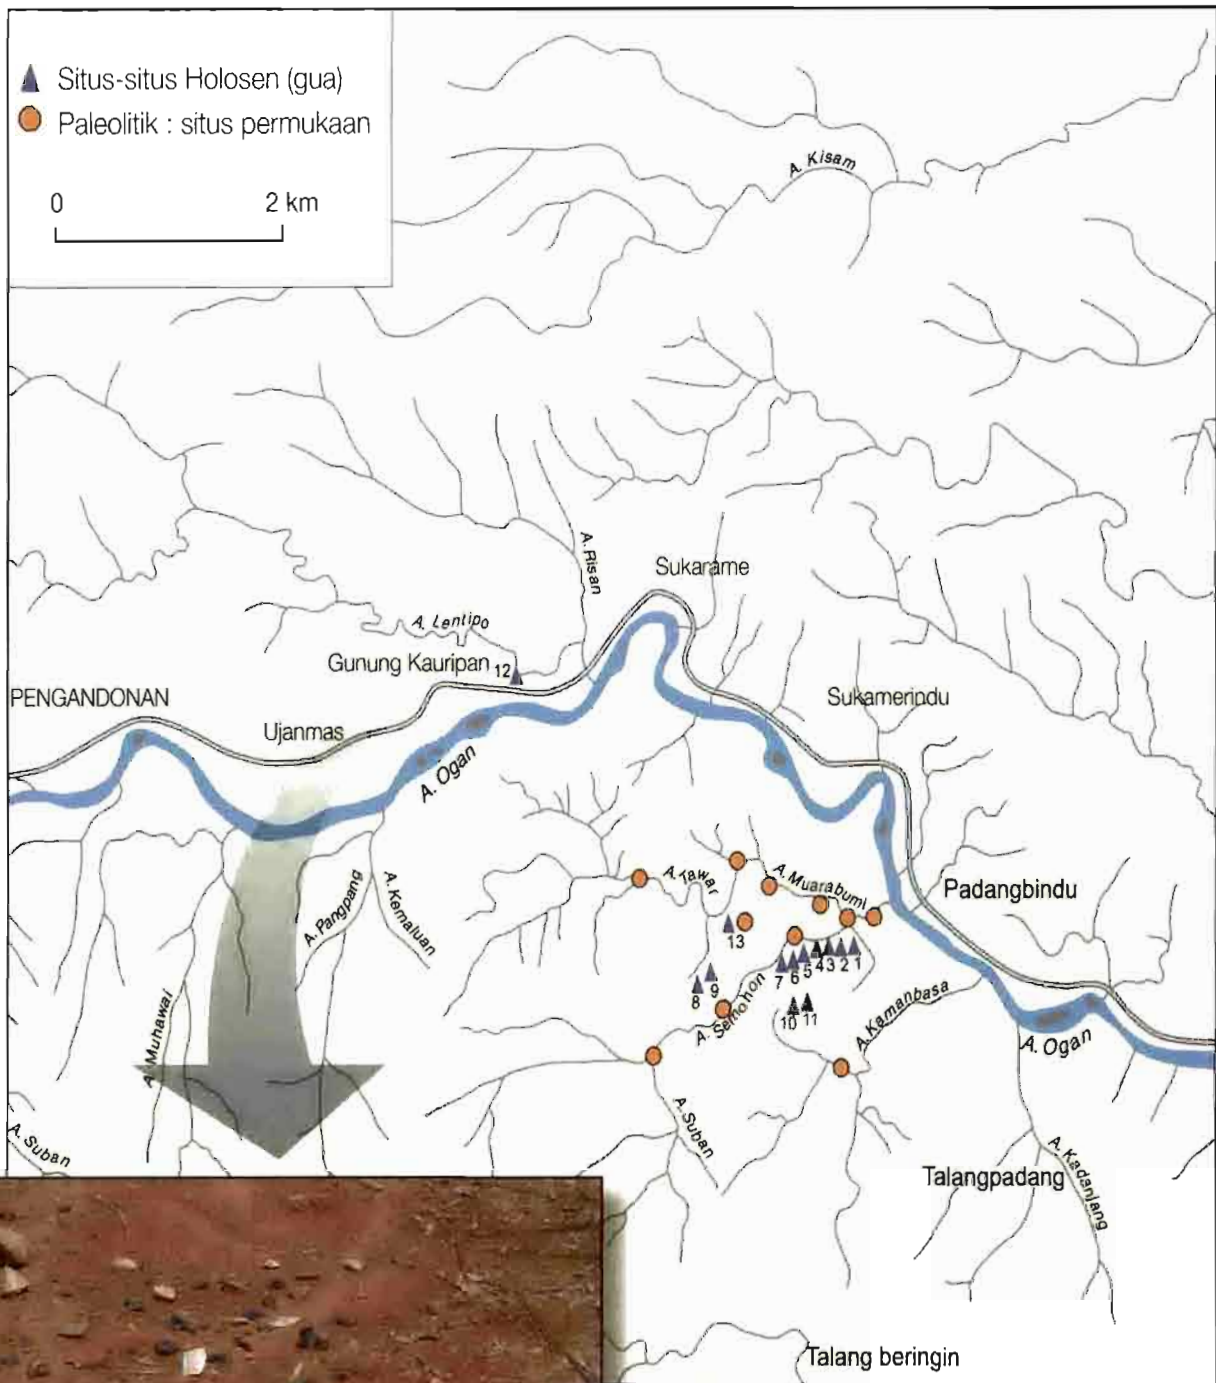 Situs-situs Holosen (gua)
Paleolitik : situs permukaan
0 2 km
A. Kisam
A. Risan
Sukarame
A. Lentipo
Gunung Kauripan 12
PENGANDONAN
Sukamerindu
Ujanmas
A. Ogan
A. Tawar
A. Muarabumi
Padangbindu
A. Pangpang
A. Kemaluan
13
7 6 5 4 3 2 1
8 9
A. Semohon
10 11
A. Kamanbasa
A. Muhawai
A. Ogan
A. Suban
A. Suban
Talangpadang
A. Kadanjang
Talang beringin